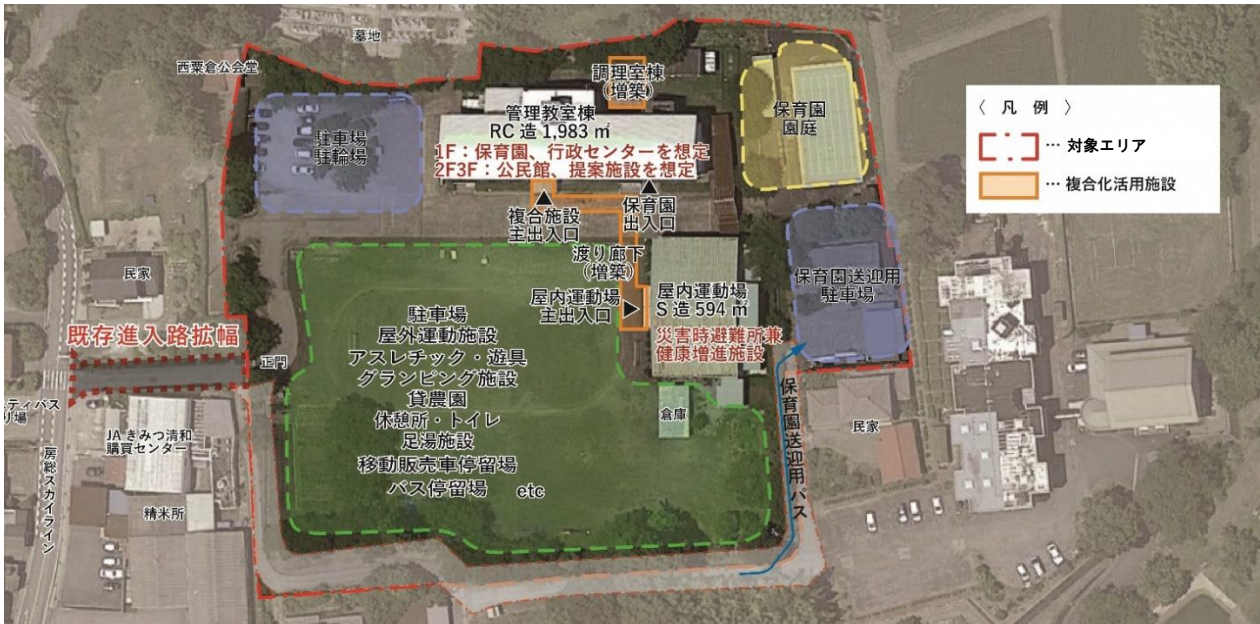 墓地
西粟倉公会堂
調理室棟
(増築)
管理教室棟
RC 造 1,983 ㎡
1F：保育園、行政センターを想定
2F3F：公民館、提案施設を想定
駐車場
駐輪場
保育園
園庭
〈 凡 例 〉
… 対象エリア
… 複合化活用施設
複合施設
主出入口
保育園
出入口
渡り廊下
(増築)
屋内運動場
主出入口
屋内運動場
S 造 594 ㎡
災害時避難所兼
健康増進施設
保育園送迎用
駐車場
民家
既存進入路拡幅
正門
駐車場
屋外運動施設
アスレチック・遊具
グランピング施設
貸農園
休憩所・トイレ
足湯施設
移動販売車停留場
バス停留場 etc
倉庫
保育園送迎用パス
民家
ティバス
り場
JA きみつ清和
購買センター
精米所
房総スカイライン